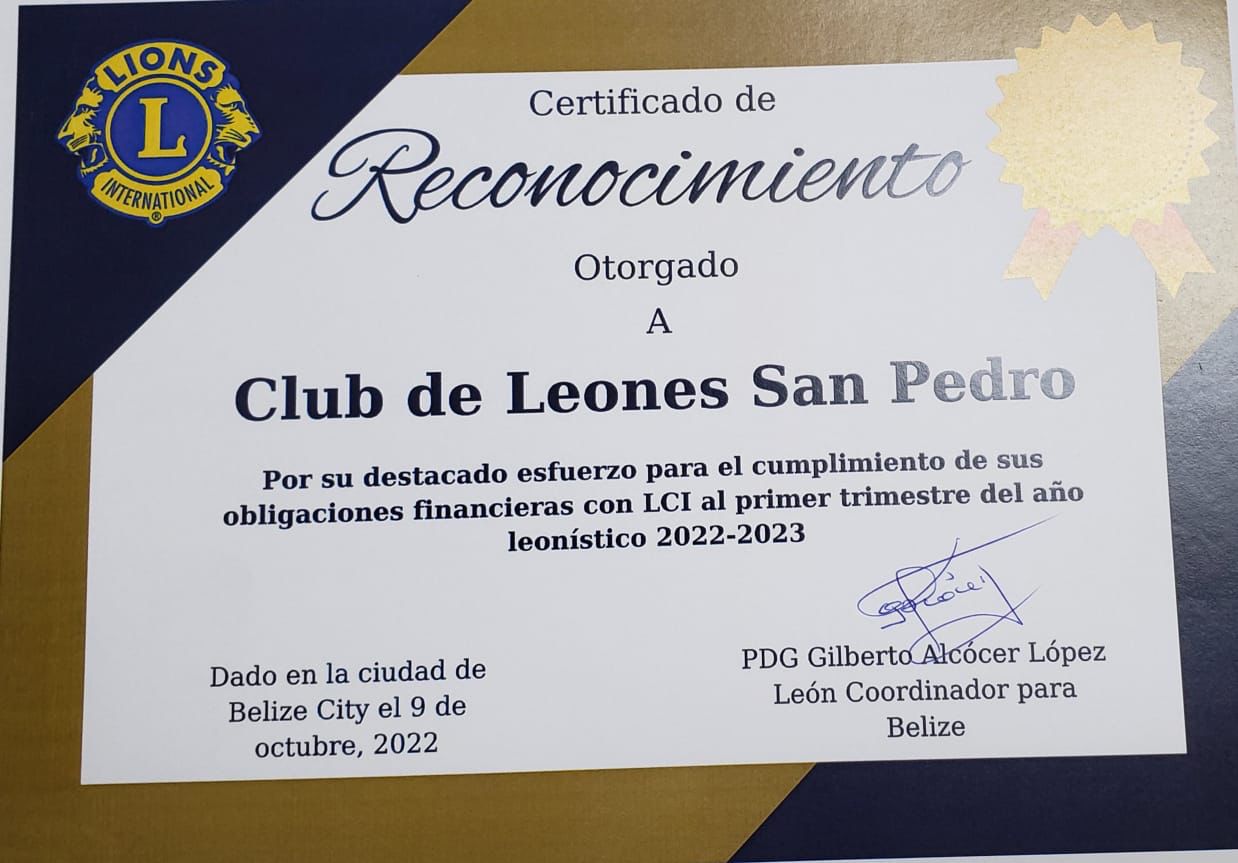 LIONS
L
INTERNATIONAL
®
Certificado de
Reconocimiento
Otorgado
A
Club de Leones San Pedro
Por su destacado esfuerzo para el cumplimiento de sus
obligaciones financieras con LCI al primer trimestre del año
leonístico 2022-2023
Dado en la ciudad de
Belize City el 9 de
octubre, 2022
PDG Gilberto Alcócer López
León Coordinador para
Belize